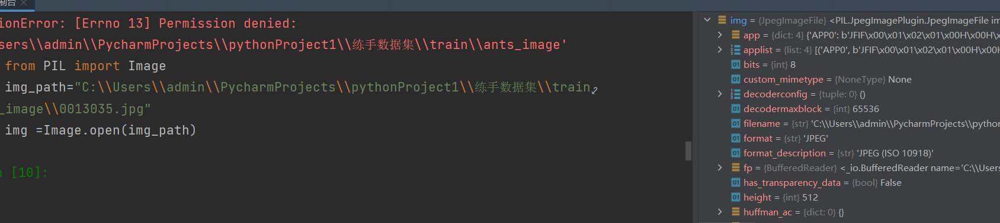 制台 ×
ionError: [Errno 13] Permission denied:
sers\\admin\\PycharmProjects\\pythonProject1\\练手数据集\\train\\ants_image'
from PIL import Image
img_path="C:\\Users\\admin\\PycharmProjects\\pythonProject1\\练手数据集\\train
_image\\0013035.jpg"
img =Image.open(img_path)
[10]:
img = {JpegImageFile} <PIL.JpegImagePlugin.JpegImageFile im
app = {dict: 4} {'APP0': b'JFIF\x00\x01\x02\x01\x00H\x00H\x
applist = {list: 4} [('APP0', b'JFIF\x00\x01\x02\x01\x00H\x00H
bits = {int} 8
custom_mimetype = {NoneType} None
decoderconfig = {tuple: 0} ()
decodermaxblock = {int} 65536
filename = {str} 'C:\\Users\\admin\\PycharmProjects\\python
format = {str} 'JPEG'
format_description = {str} 'JPEG (ISO 10918)'
fp = {BufferedReader} <_io.BufferedReader name='C:\\Users
has_transparency_data = {bool} False
height = {int} 512
huffman_ac = {dict: 0} {}